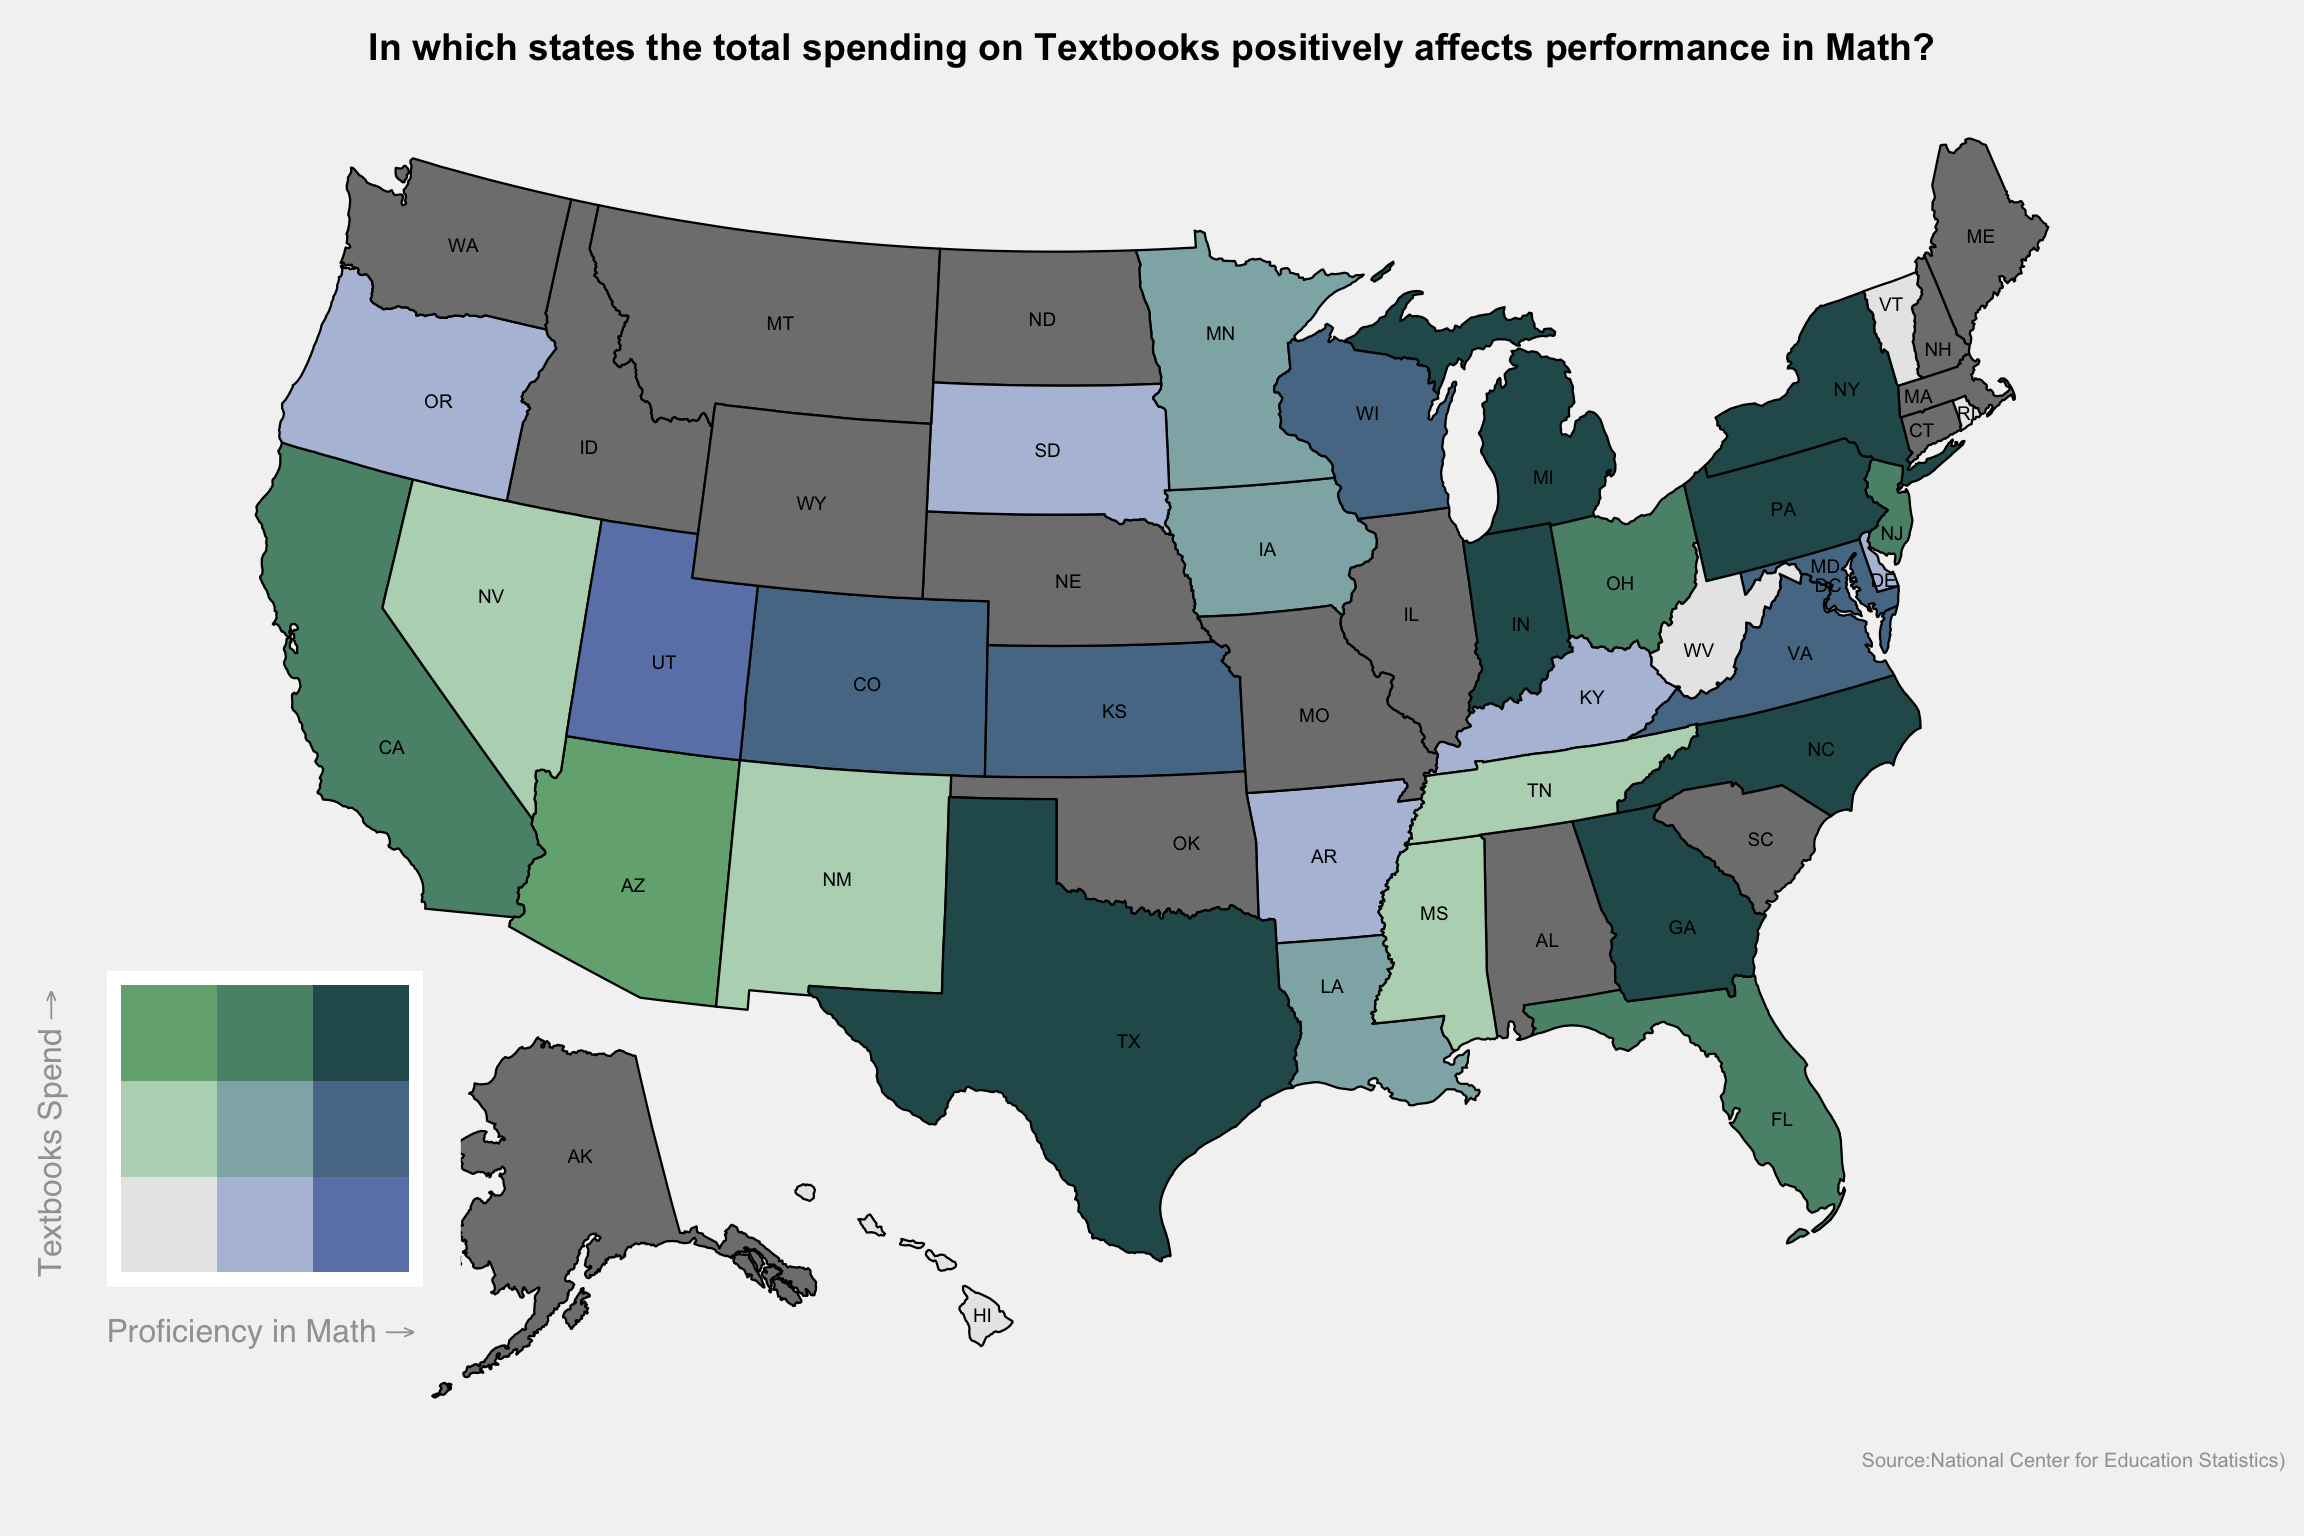 In which states the total spending on Textbooks positively affects performance in Math?
WA
MT
ND
MN
ME
VT
NH
OR
ID
WY
SD
WI
MI
NY
MA
RI
CT
NV
UT
CO
NE
IA
IL
IN
OH
PA
NJ
MD
DC
DE
CA
KS
MO
KY
WV
VA
AZ
NM
OK
AR
TN
NC
SC
TX
LA
MS
AL
GA
FL
AK
HI
Textbooks Spend →
Proficiency in Math →
Source:National Center for Education Statistics)